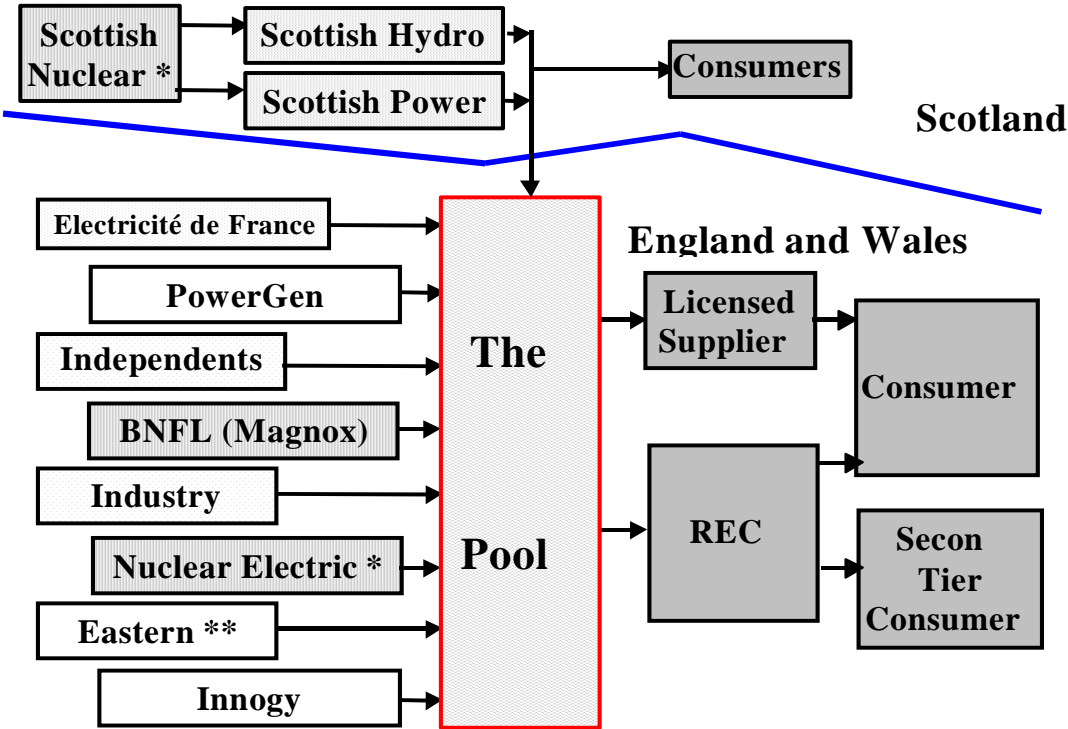 Scottish
Nuclear *
Scottish Hydro
Scottish Power
Consumers
Scotland
Electricité de France
PowerGen
Independents
BNFL (Magnox)
Industry
Nuclear Electric *
Eastern **
Innogy
The
Pool
England and Wales
Licensed
Supplier
REC
Consumer
Secon
Tier
Consumer